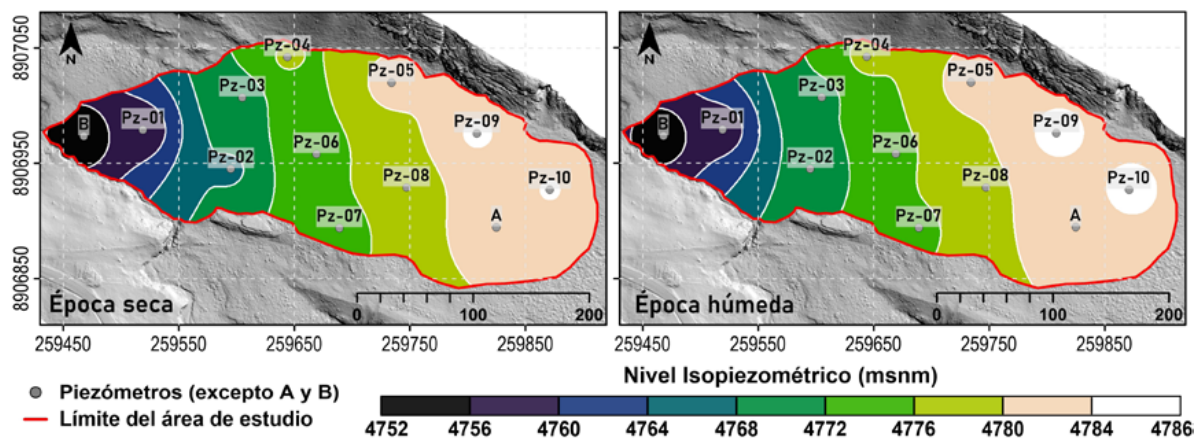 8907050
8906950
8906850
N
Pz-04
Pz-05
Pz-03
Pz-01
B
Pz-09
Pz-06
Pz-02
Pz-10
Pz-08
Pz-07
A
Época seca
0 100 200
259450 259550 259650 259750 259850
N
Pz-04
Pz-05
Pz-03
Pz-01
B
Pz-09
Pz-06
Pz-02
Pz-10
Pz-08
Pz-07
A
Época húmeda
0 100 200
259450 259550 259650 259750 259850
Piezómetros (excepto A y B)
Límite del área de estudio
Nivel Isopiezométrico (msnm)
4752 4756 4760 4764 4768 4772 4776 4780 4784 4786